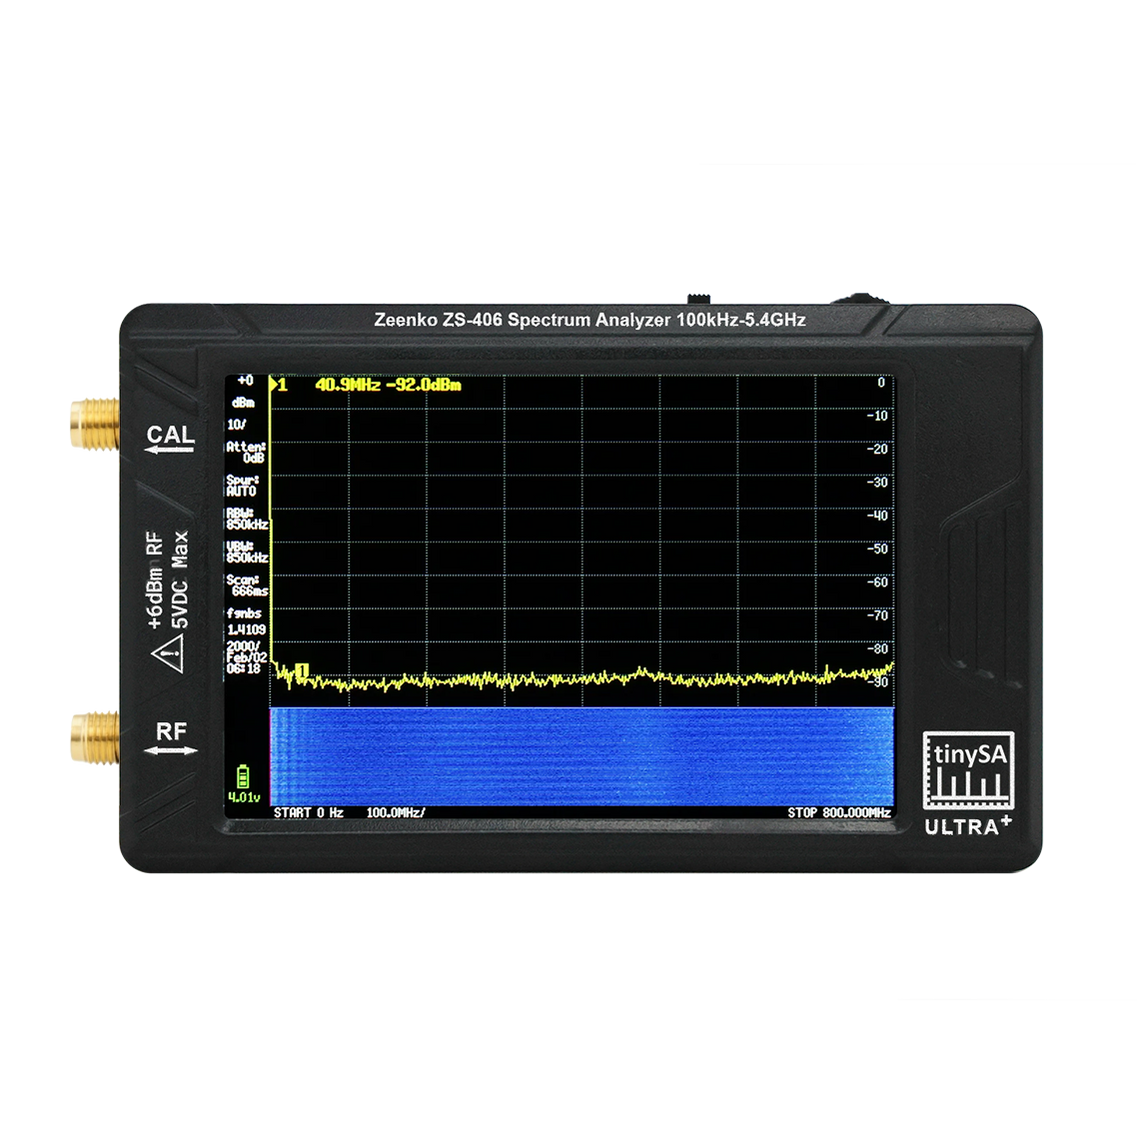 Zeenko ZS-406 Spectrum Analyzer 100kHz-5.4GHz
CAL
+6dBm RF
5VDC Max
RF
+0
dBm
10/
Atten:
0dB
Spur:
AUTO
RBW:
850kHz
VBW:
850kHz
Scan:
666ms
fgnbs
1.4109
2000/
Feb/02
06:18
4.01v
1 40.9MHz -92.0dBm
0
-10
-20
-30
-40
-50
-60
-70
-80
-90
1
START 0 Hz 100.0MHz/ STOP 800.000MHz
tinySA
ULTRA+